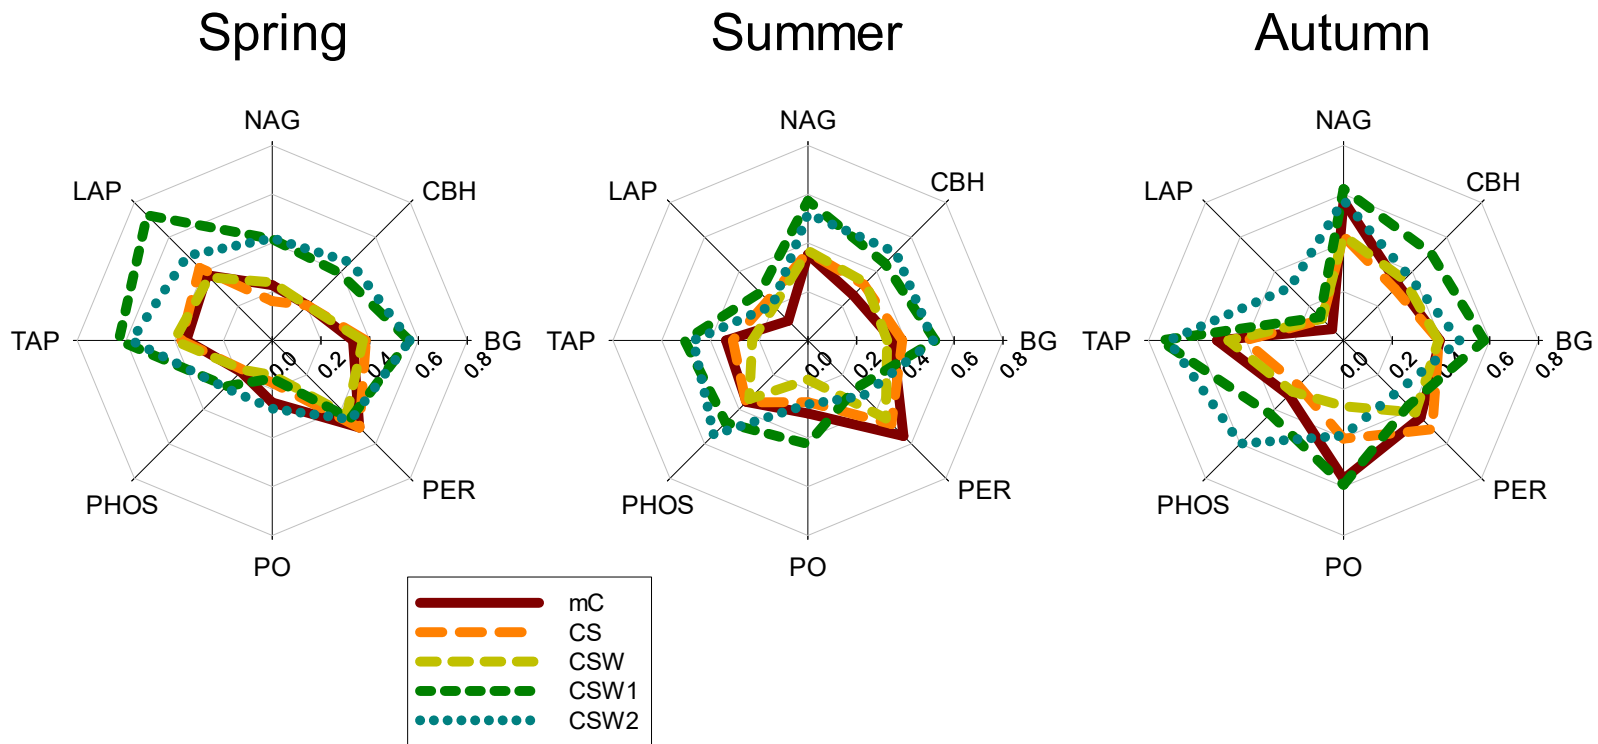 Spring Summer Autumn
NAG NAG NAG
LAP CBH LAP CBH LAP CBH
TAP 0.0 0.2 0.4 0.6 0.8 BG TAP 0.0 0.2 0.4 0.6 0.8 BG TAP 0.0 0.2 0.4 0.6 0.8 BG
PHOS PER PHOS PER PHOS PER
PO PO PO
mC
CS
CSW
CSW1
CSW2